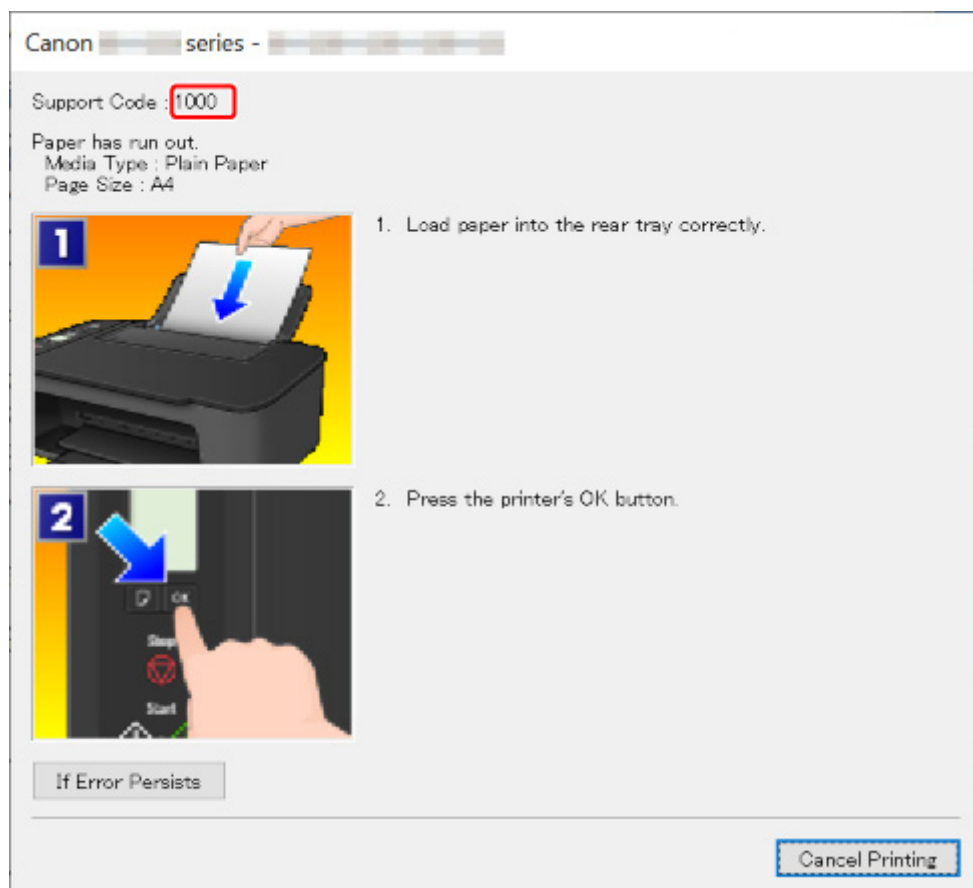 Canon series -
Support Code : 1000
Paper has run out.
Media Type : Plain Paper
Page Size : A4
1
1. Load paper into the rear tray correctly.
2
2. Press the printer's OK button.
OK
Stop
Start
If Error Persists
Cancel Printing